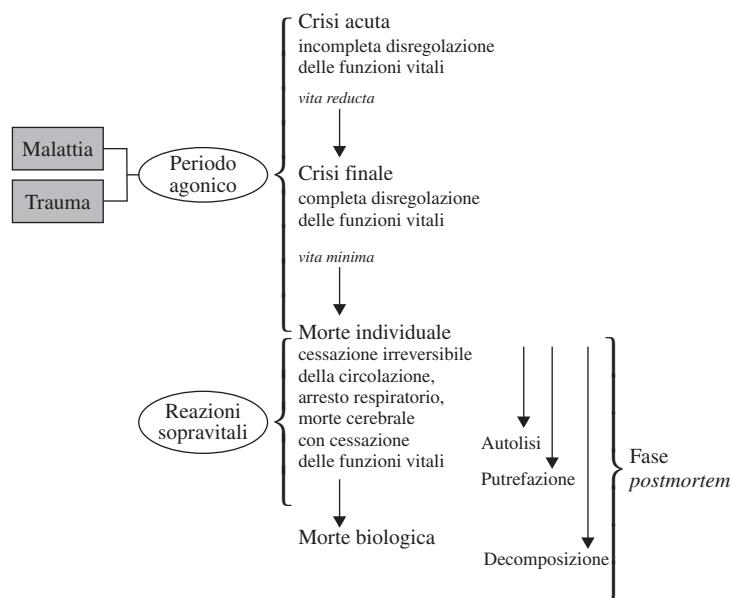 Crisi acuta
incompleta disregolazione
delle funzioni vitali
vita reducta
Malattia
Trauma
Periodo
agonico
Crisi finale
completa disregolazione
delle funzioni vitali
vita minima
Morte individuale
cessazione irreversibile
della circolazione,
arresto respiratorio,
morte cerebrale
con cessazione
delle funzioni vitali
Reazioni
sopravitali
Morte biologica
Autolisi
Putrefazione
Decomposizione
Fase
postmortem